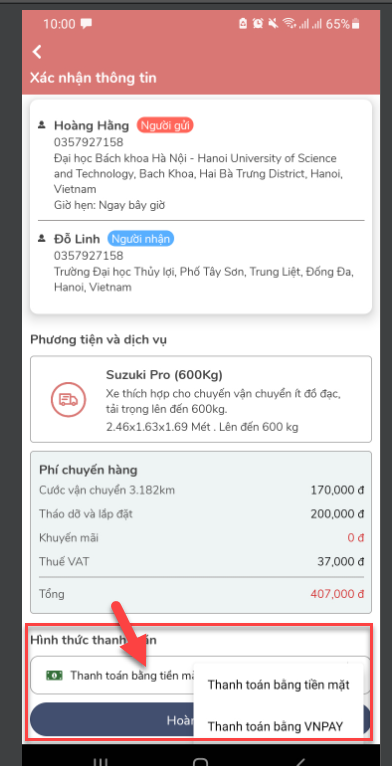 10:00 65%
Xác nhận thông tin
Hoàng Hằng Người gửi
0357927158
Đại học Bách khoa Hà Nội - Hanoi University of Science
and Technology, Bach Khoa, Hai Bà Trưng District, Hanoi,
Vietnam
Giờ hẹn: Ngay bây giờ
Đỗ Linh Người nhận
0357927158
Trường Đại học Thủy lợi, Phố Tây Sơn, Trung Liệt, Đống Đa,
Hanoi, Vietnam
Phương tiện và dịch vụ
Suzuki Pro (600Kg)
Xe thích hợp cho chuyến vận chuyển ít đồ đạc,
tải trọng lên đến 600kg.
2.46x1.63x1.69 Mét . Lên đến 600 kg
Phí chuyến hàng
Cước vận chuyển 3.182km 170,000 đ
Tháo dỡ và lắp đặt 200,000 đ
Khuyến mãi 0 đ
Thuế VAT 37,000 đ
Tổng 407,000 đ
Hình thức thanh
Thanh toán bằng tiền
Thanh toán bằng tiền mặt
Hoàn
Thanh toán bằng VNPAY